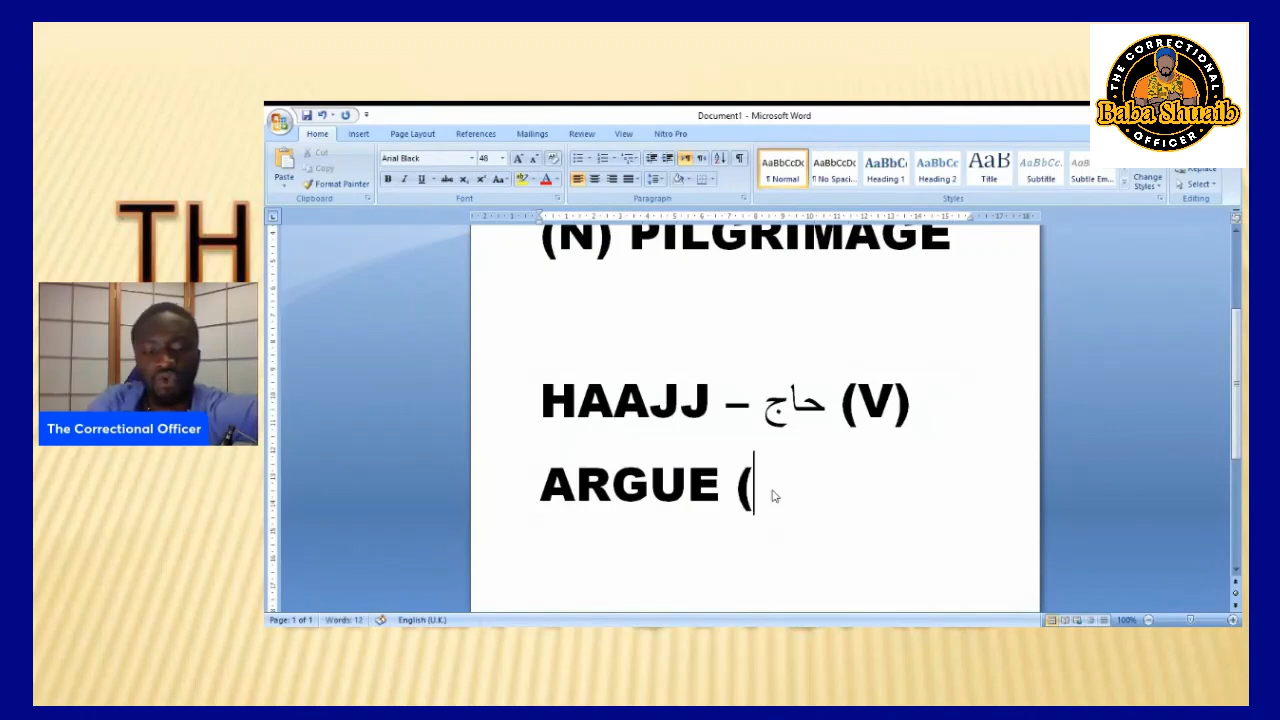 THE CORRECTIONAL
Baba Shuaib
OFFICER
Document1 - Microsoft Word
Home Insert Page Layout References Mailings Review View Nitro Pro
Cut
Copy
Paste
Format Painter
Clipboard
Arial Black 48
Font
Paragraph
AaBbCcDc AaBbCcDc AaBbC AaBbCc AaB AaBbCc. AaBbCc
¶ Normal ¶ No Spaci... Heading 1 Heading 2 Title Subtitle Subtle Em...
Change Styles
Styles
Replace
Select
Editing
TH
(N) PILGRIMAGE
HAAJJ – حاج (V)
ARGUE (
The Correctional Officer
Page: 1 of 1 Words: 12 English (U.K.) 100%